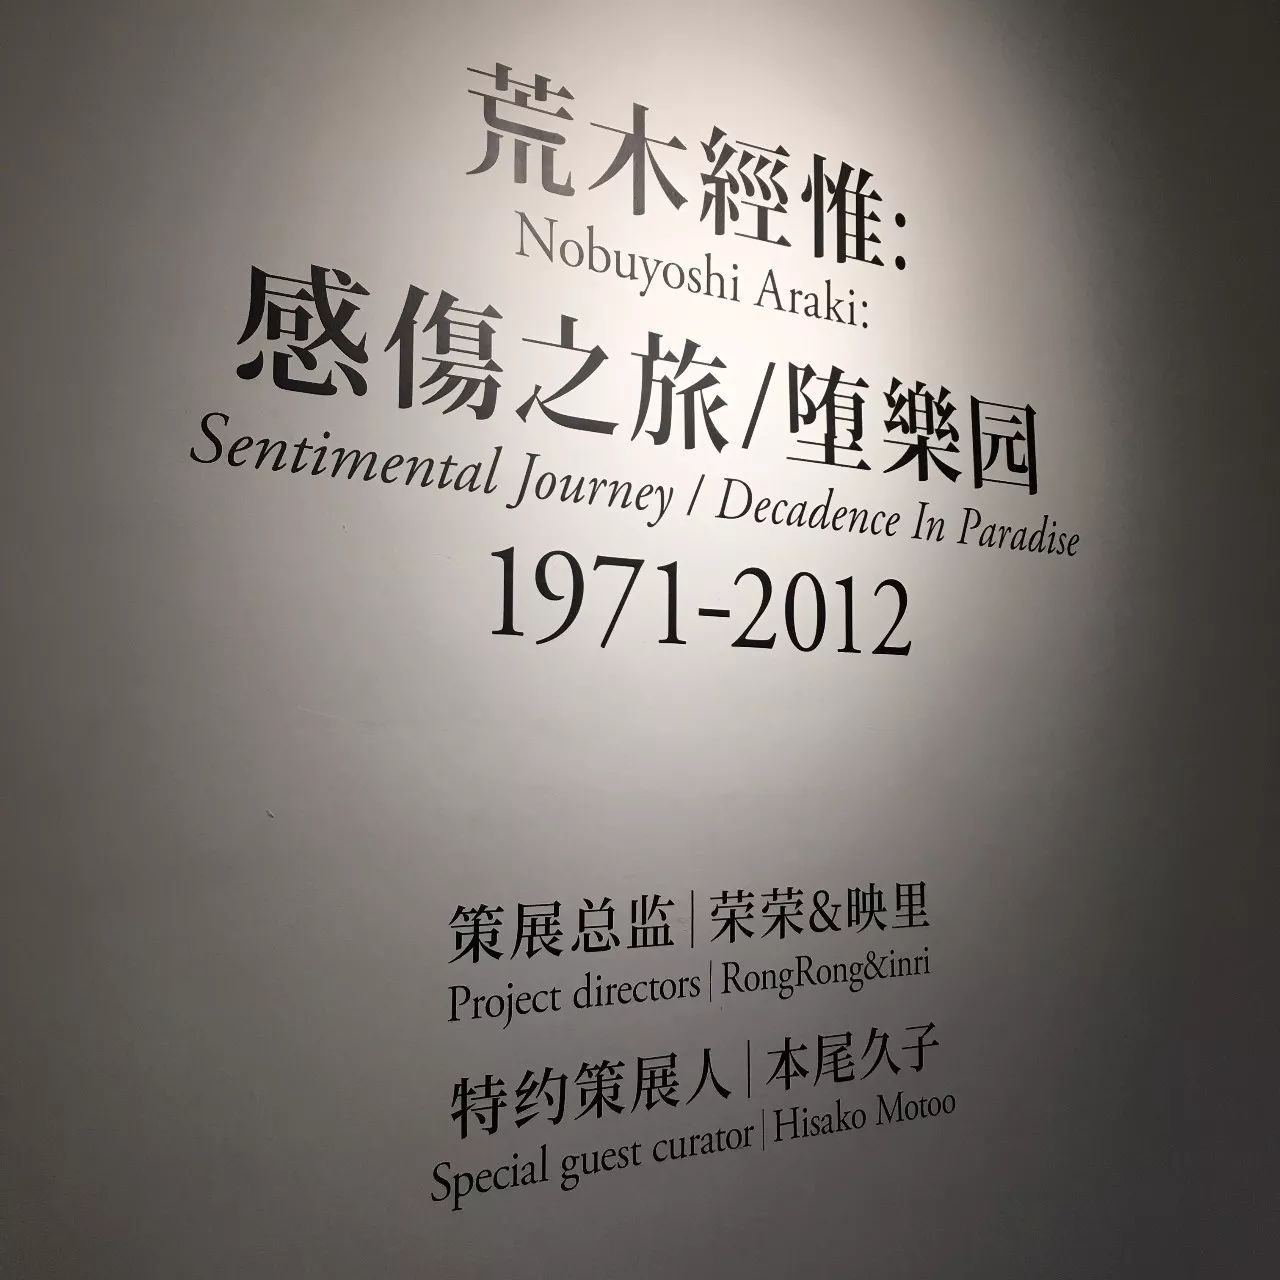 荒木經惟:
Nobuyoshi Araki:
感傷之旅/堕樂园
Sentimental Journey / Decadence In Paradise
1971-2012
策展总监|荣荣&映里
Project directors|RongRong&inri
特约策展人|本尾久子
Special guest curator|Hisako Motoo